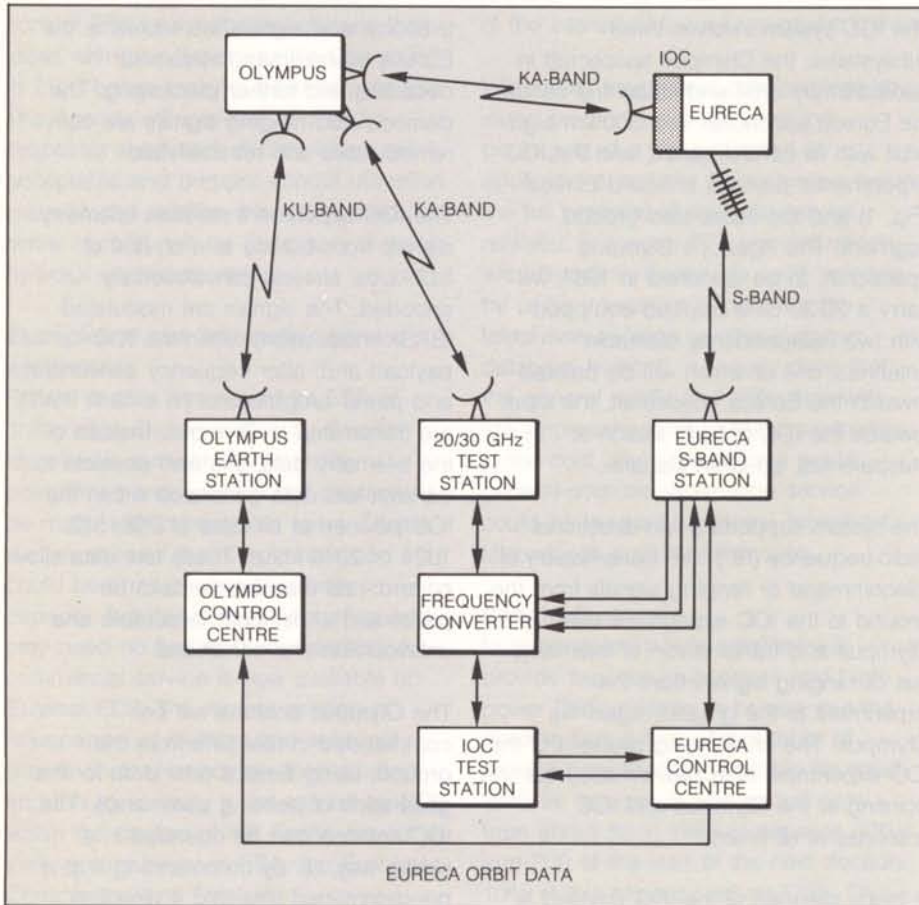 OLYMPUS
KA-BAND
IOC
EURECA
KU-BAND
KA-BAND
S-BAND
OLYMPUS
EARTH
STATION
20/30 GHz
TEST
STATION
EURECA
S-BAND
STATION
OLYMPUS
CONTROL
CENTRE
FREQUENCY
CONVERTER
IOC
TEST
STATION
EURECA
CONTROL
CENTRE
EURECA ORBIT DATA